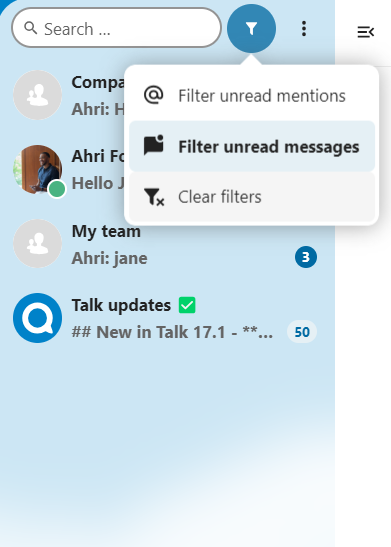 Search ...
Compa
Ahri: H
Filter unread mentions
Ahri Fo
Hello J
Filter unread messages
Clear filters
My team
Ahri: jane
3
Talk updates ✅
## New in Talk 17.1 - **...
50